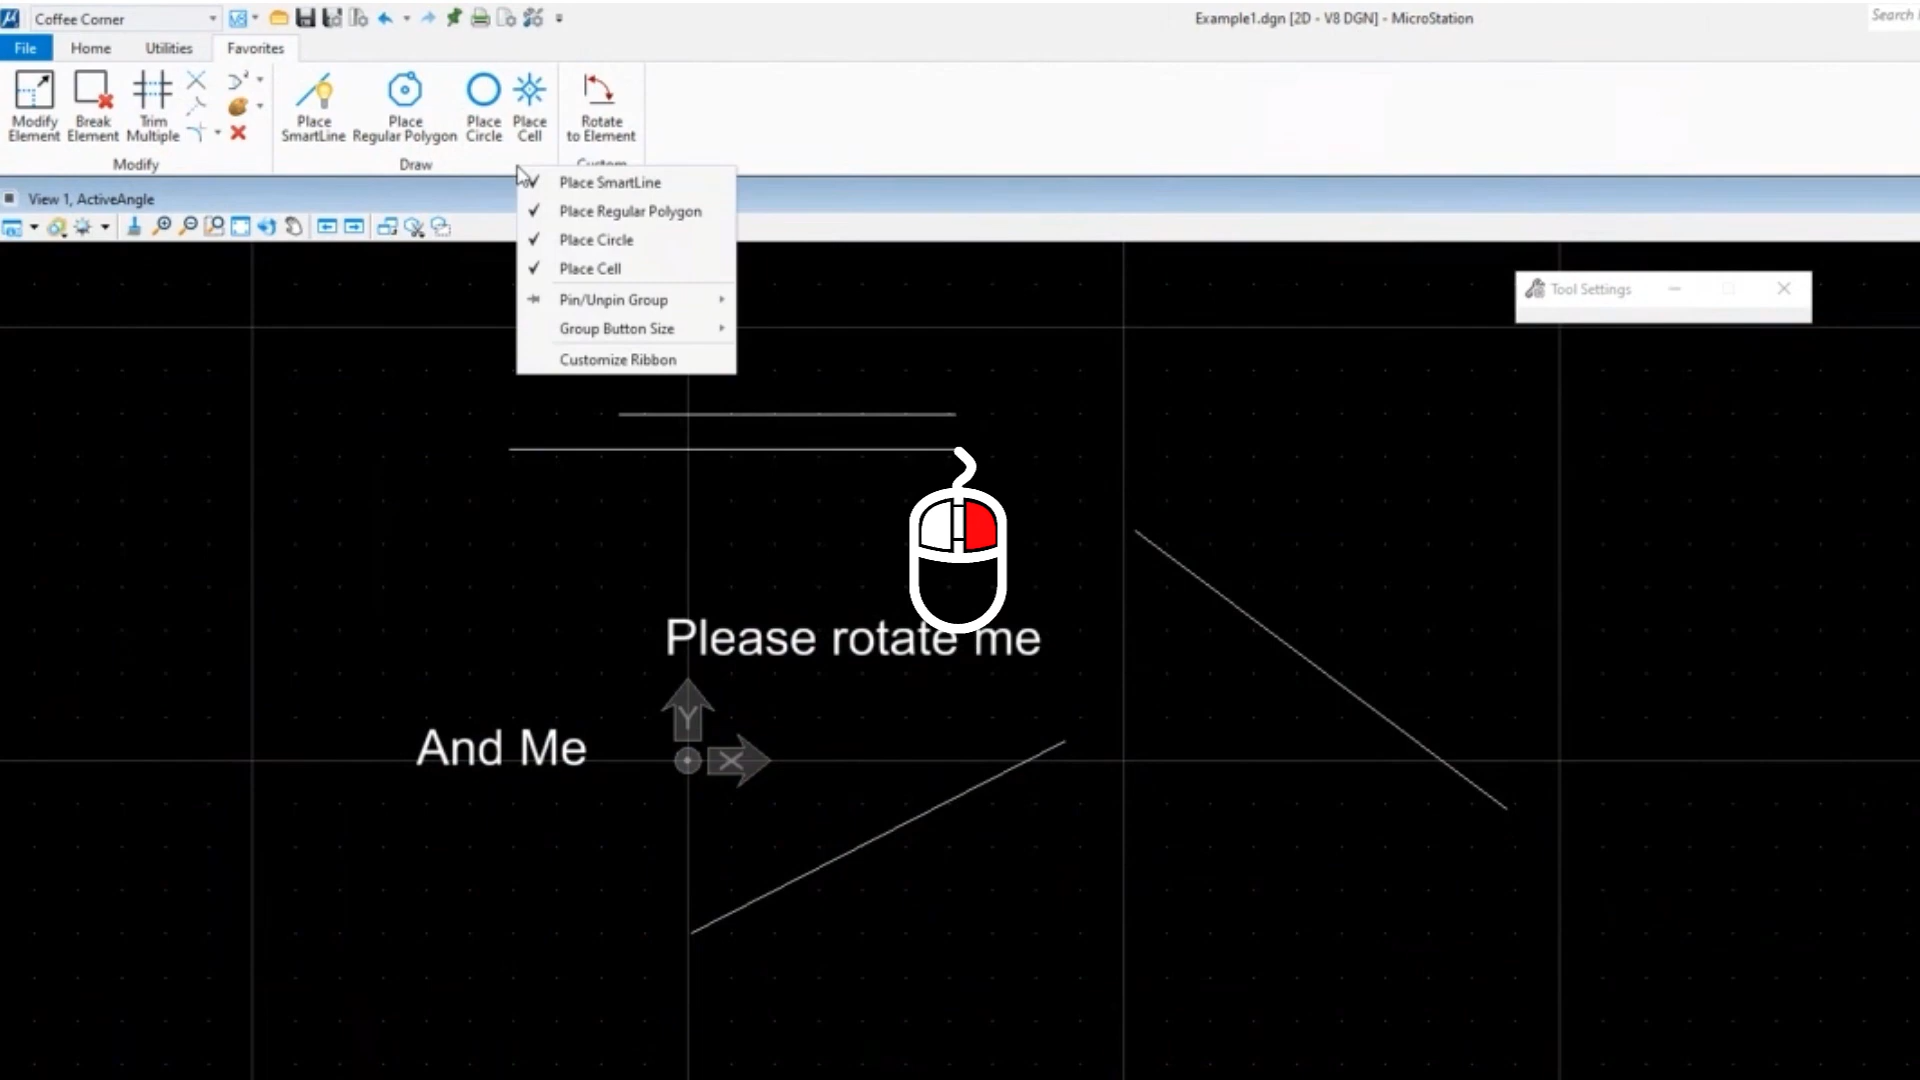 Coffee Corner
Example1.dgn [2D - V8 DGN] - MicroStation
Search
File Home Utilities Favorites
Modify Element
Break Element
Trim Multiple
Place SmartLine
Place Regular Polygon
Place Circle
Place Cell
Rotate to Element
Modify
Draw
Custom
View 1, ActiveAngle
Place SmartLine
Place Regular Polygon
Place Circle
Place Cell
Pin/Unpin Group
Group Button Size
Customize Ribbon
Tool Settings
Please rotate me
And Me
Y
X